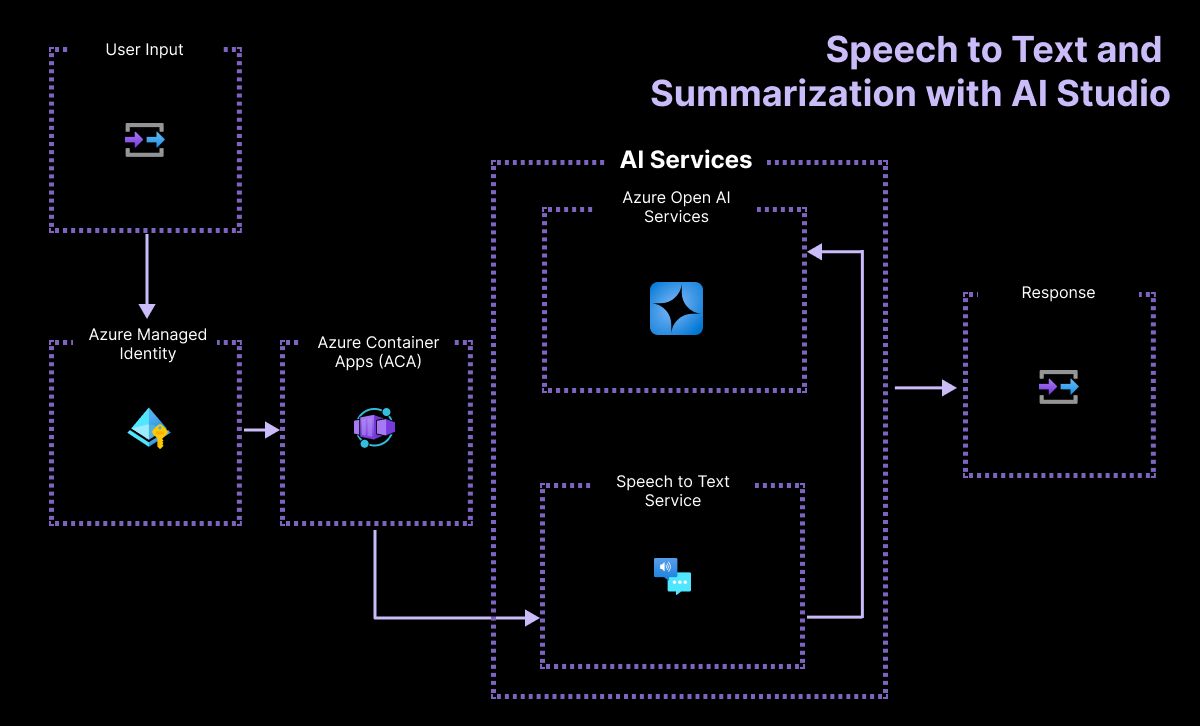 Speech to Text and
Summarization with AI Studio
User Input
Azure Managed
Identity
Azure Container
Apps (ACA)
AI Services
Azure Open AI
Services
Speech to Text
Service
Response